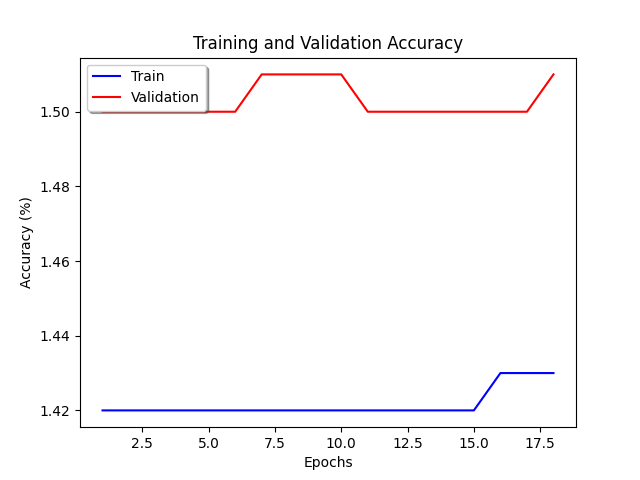 Training and Validation Accuracy
Train
Validation
Accuracy (%)
1.50
1.48
1.46
1.44
1.42
2.5 5.0 7.5 10.0 12.5 15.0 17.5
Epochs